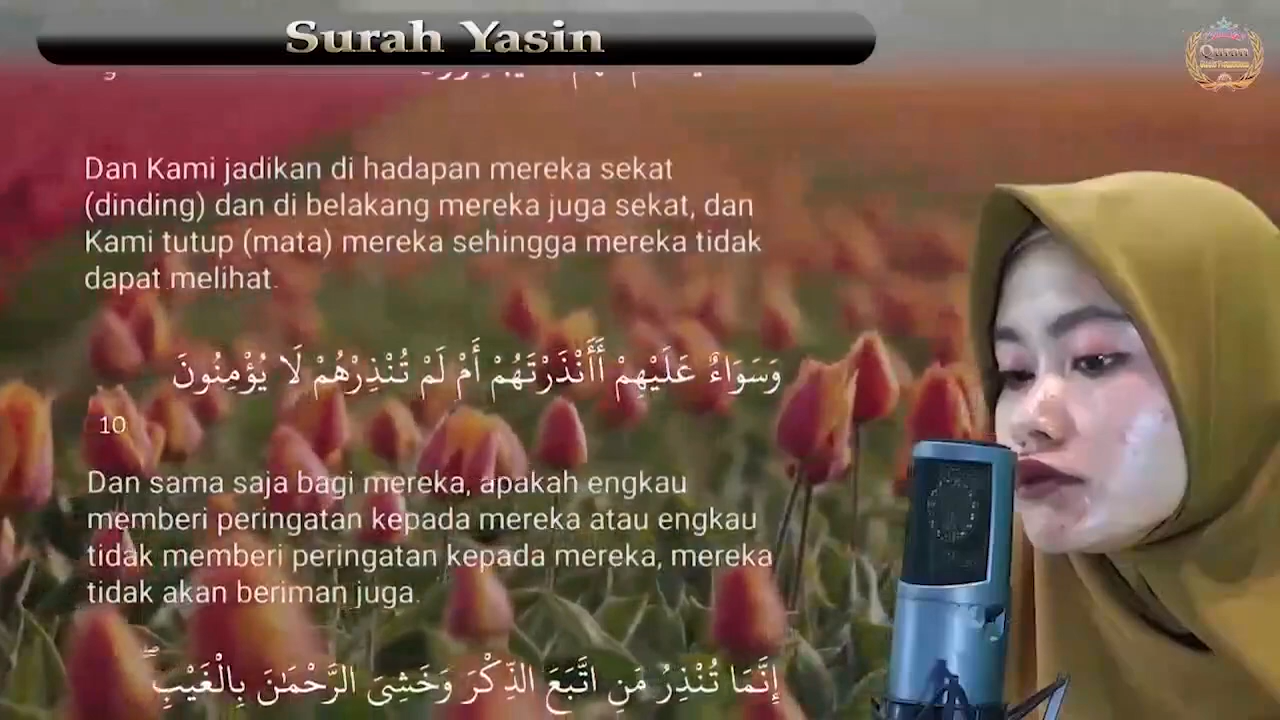 Surah Yasin
Quran
Dan Kami jadikan di hadapan mereka sekat
(dinding) dan di belakang mereka juga sekat, dan
Kami tutup (mata) mereka sehingga mereka tidak
dapat melihat.
وَسَوَاءٌ عَلَيْهِمْ أَأَنْذَرْتَهُمْ أَمْ لَمْ تُنْذِرْهُمْ لَا يُؤْمِنُونَ
10
Dan sama saja bagi mereka, apakah engkau
memberi peringatan kepada mereka atau engkau
tidak memberi peringatan kepada mereka, mereka
tidak akan beriman juga.
إِنَّمَا تُنْذِرُ مَنِ اتَّبَعَ الذِّكْرَ وَخَشِيَ الرَّحْمَٰنَ بِالْغَيْبِ ۖ